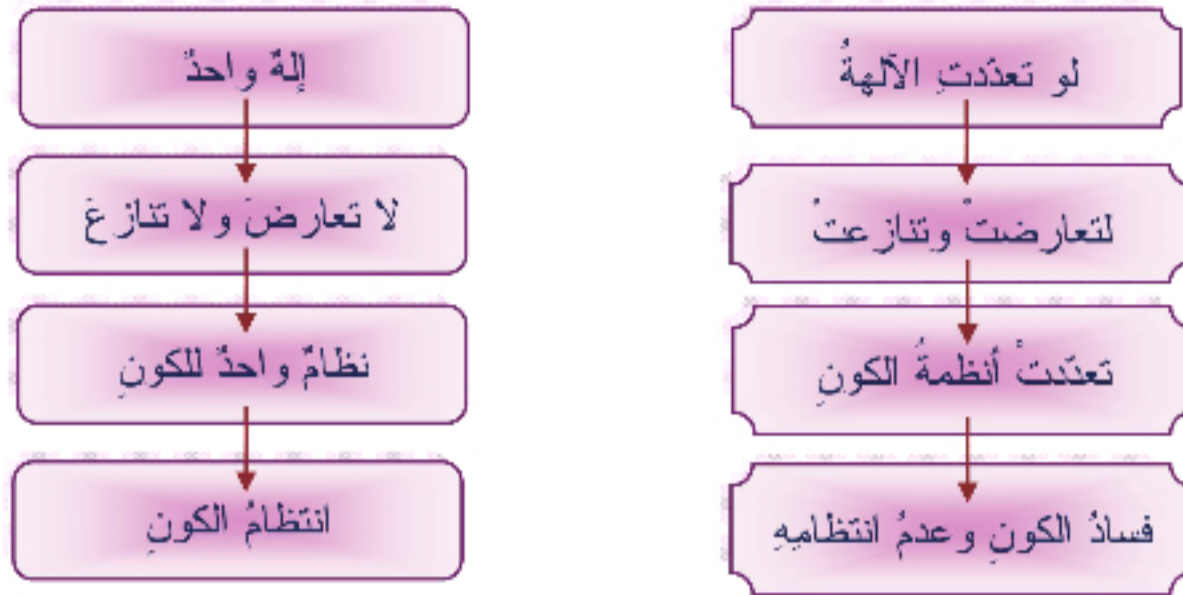 لو تعدّدتِ الآلهةُ
لتعارضتْ وتنازعتْ
تعدّدتْ أنظمةُ الكونِ
فسادُ الكونِ وعدمُ انتظامِهِ
إلهٌ واحدٌ
لا تعارضَ ولا تنازعَ
نظامٌ واحدٌ للكونِ
انتظامُ الكونِ